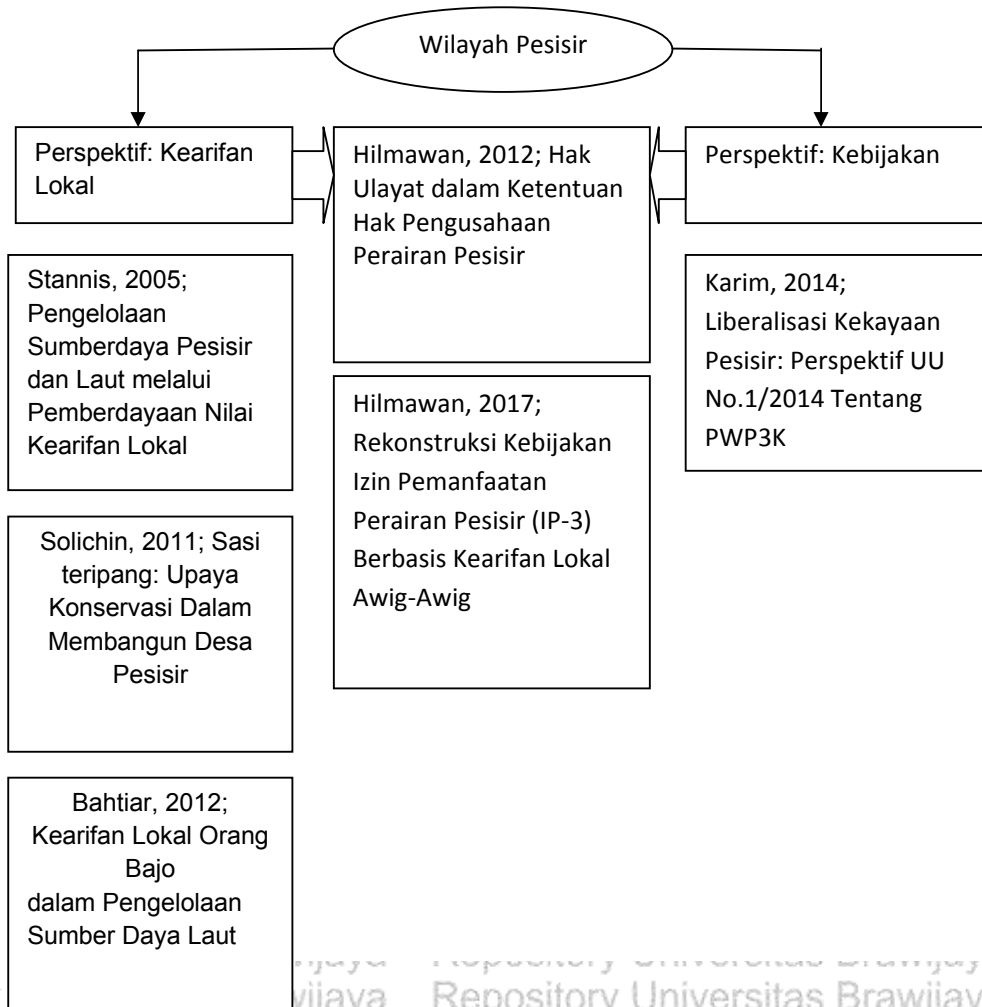 Wilayah Pesisir
Perspektif: Kearifan
Lokal
Hilmawan, 2012; Hak
Ulayat dalam Ketentuan
Hak Pengusahaan
Perairan Pesisir
Perspektif: Kebijakan
Stannis, 2005;
Pengelolaan
Sumberdaya Pesisir
dan Laut melalui
Pemberdayaan Nilai
Kearifan Lokal
Karim, 2014;
Liberalisasi Kekayaan
Pesisir: Perspektif UU
No.1/2014 Tentang
PWP3K
Hilmawan, 2017;
Rekonstruksi Kebijakan
Izin Pemanfaatan
Perairan Pesisir (IP-3)
Berbasis Kearifan Lokal
Awig-Awig
Solichin, 2011; Sasi
teripang: Upaya
Konservasi Dalam
Membangun Desa
Pesisir
Bahtiar, 2012;
Kearifan Lokal Orang
Bajo
dalam Pengelolaan
Sumber Daya Laut
Repository Universitas
Repository Universitas Brawijaya